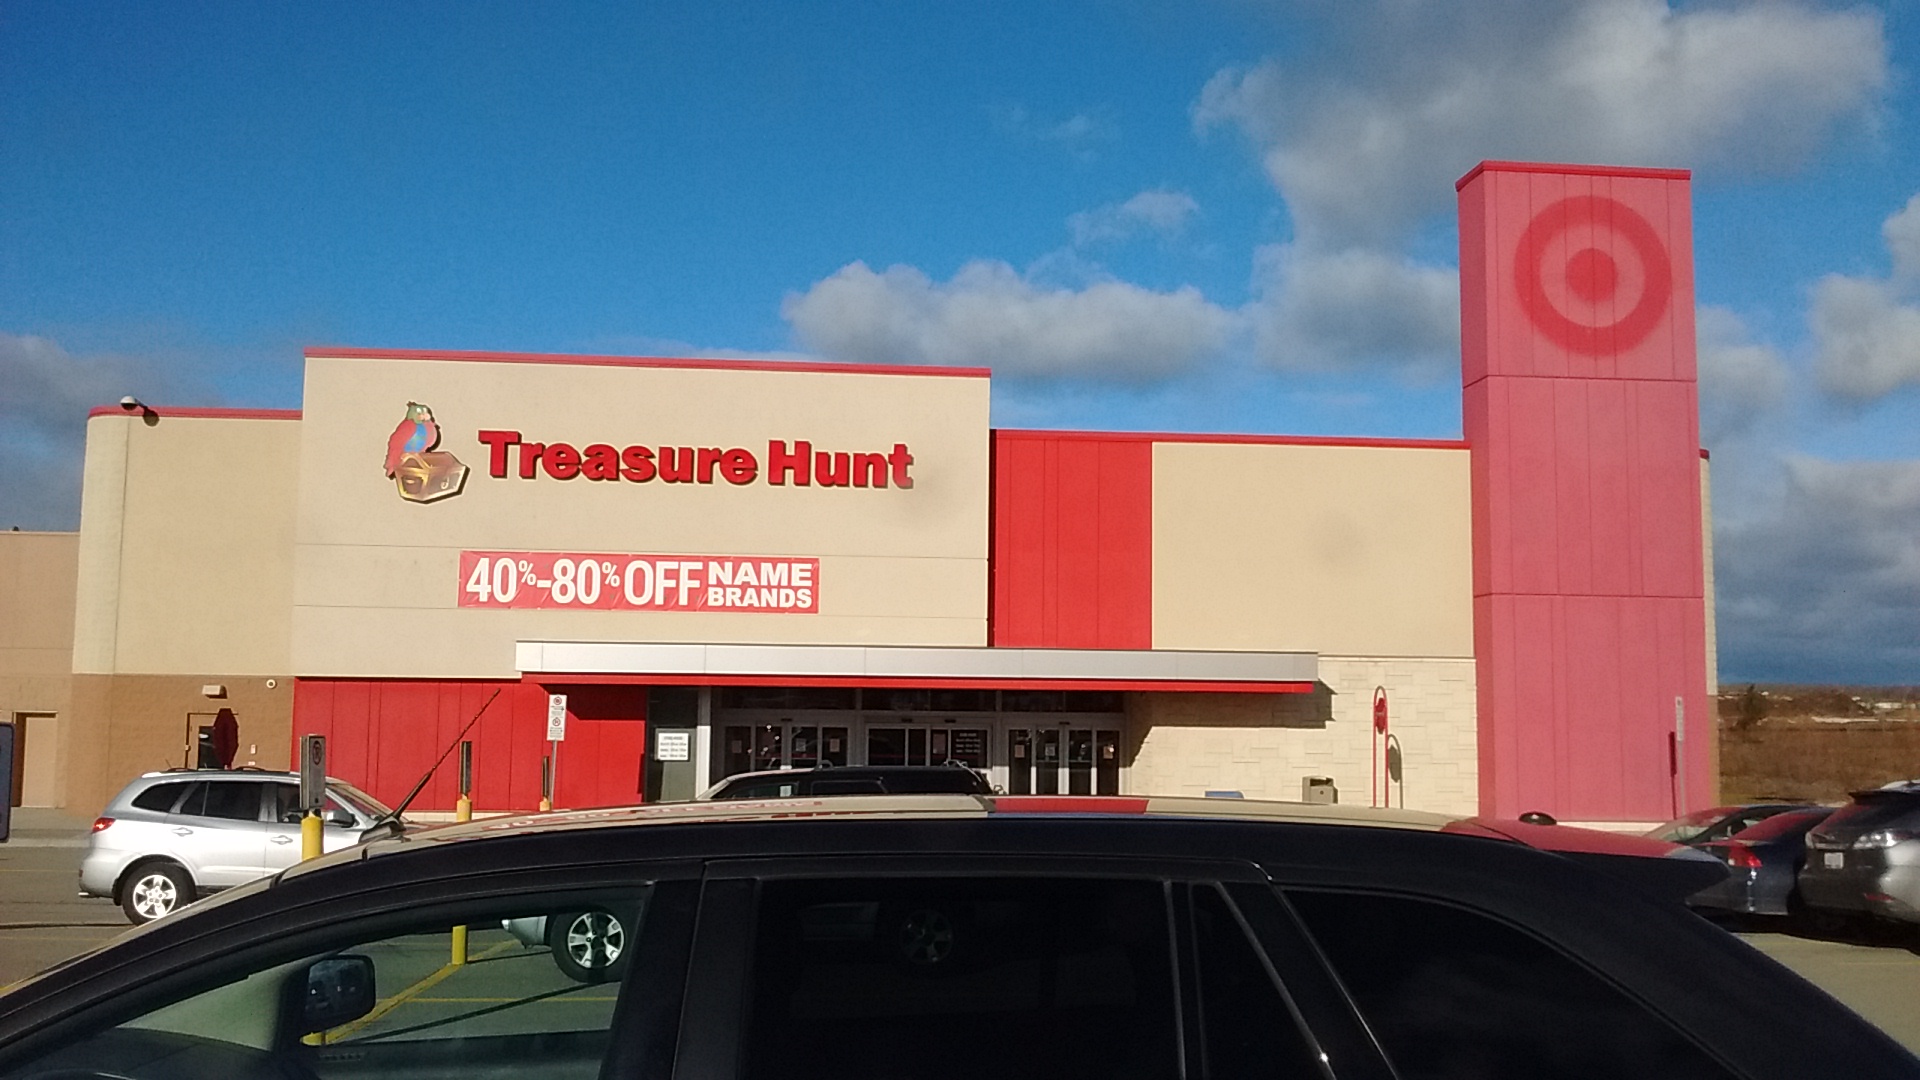 Treasure Hunt
40%-80% OFF NAME
BRANDS